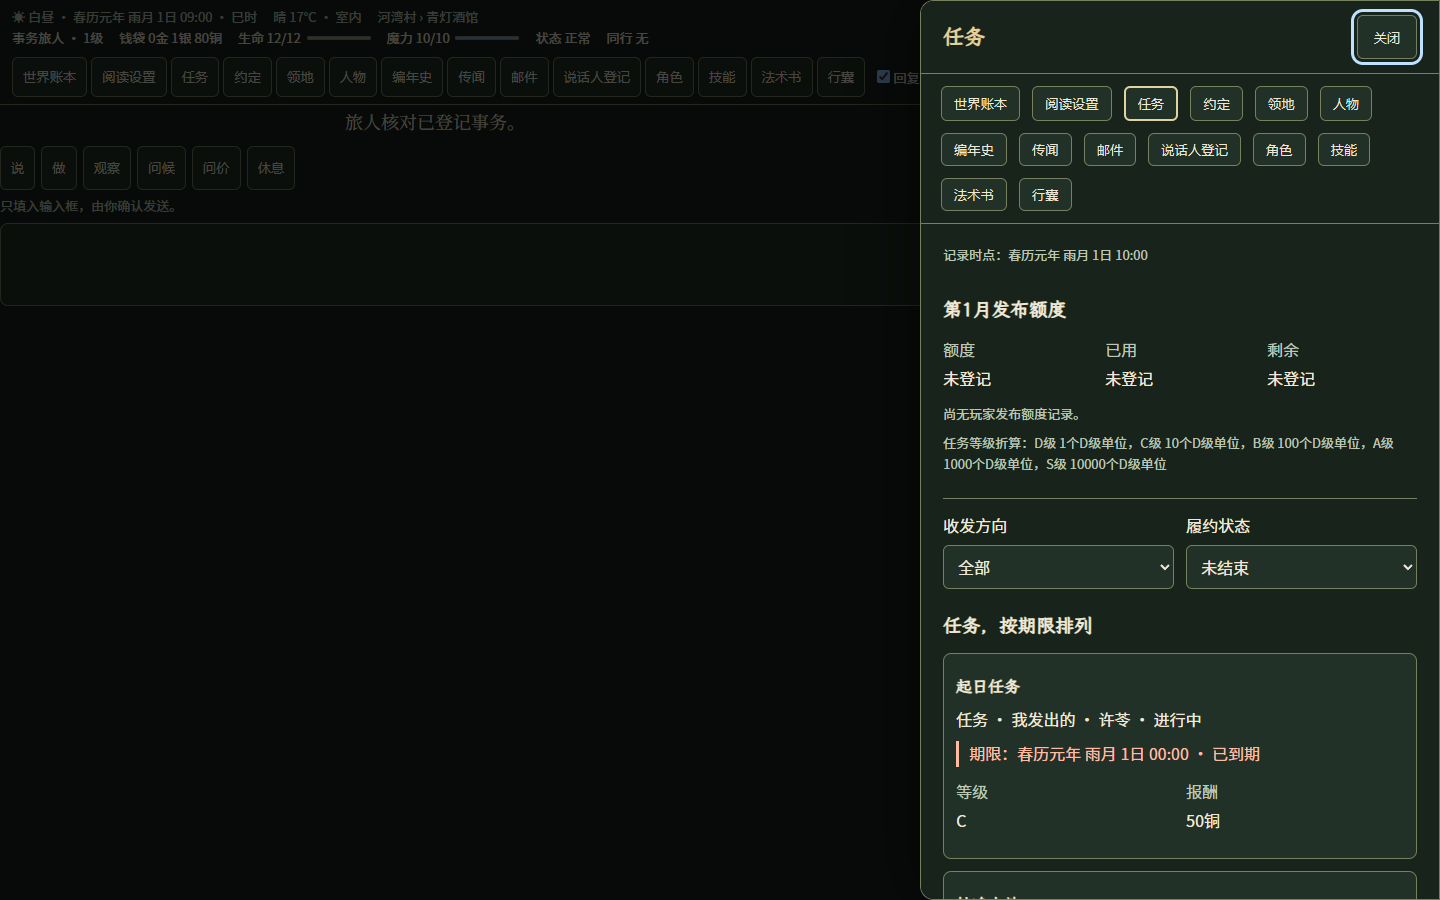 ☀ 白昼 · 春历元年 雨月 1日 09:00 · 巳时 晴 17°C · 室内 河湾村 › 青灯酒馆
事务旅人 · 1级 钱袋 0金 1银 80铜 生命 12/12 魔力 10/10 状态 正常 同行 无
世界账本 阅读设置 任务 约定 领地 人物 编年史 传闻 邮件 说话人登记 角色 技能 法术书 行囊 回复
旅人核对已登记事务。
说 做 观察 问候 问价 休息
只填入输入框，由你确认发送。
任务
关闭
世界账本 阅读设置 任务 约定 领地 人物
编年史 传闻 邮件 说话人登记 角色 技能
法术书 行囊
记录时点：春历元年 雨月 1日 10:00
第1月发布额度
额度 已用 剩余
未登记 未登记 未登记
尚无玩家发布额度记录。
任务等级折算：D级 1个D级单位，C级 10个D级单位，B级 100个D级单位，A级
1000个D级单位，S级 10000个D级单位
收发方向 履约状态
全部 未结束
任务，按期限排列
起日任务
任务 · 我发出的 · 许苓 · 进行中
期限：春历元年 雨月 1日 00:00 · 已到期
等级 报酬
C 50铜